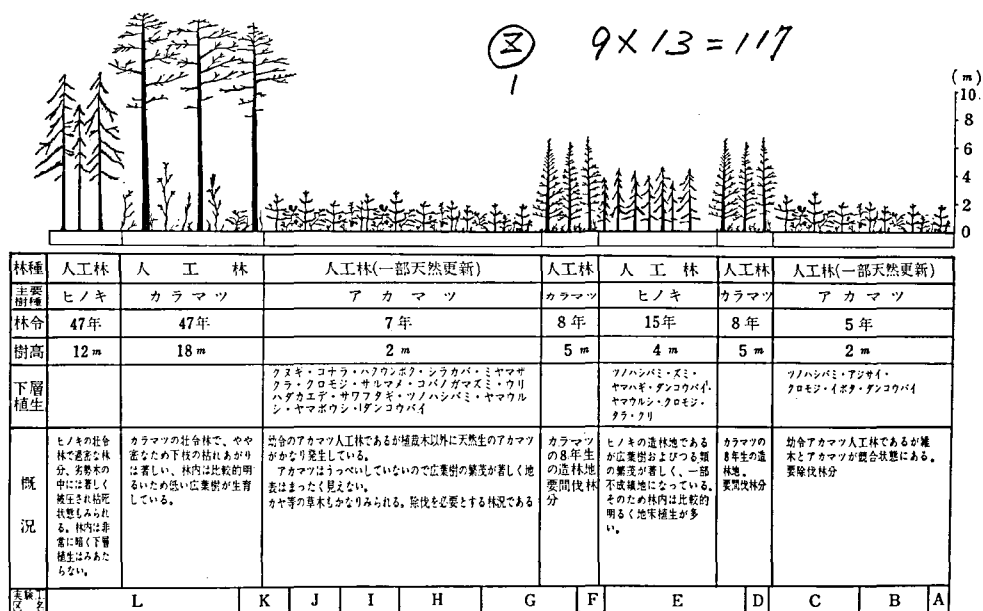 図 9×13=117
1
(m)
10
8
6
4
2
0
林種 人工林 人工林 人工林(一部天然更新) 人工林 人工林 人工林 人工林(一部天然更新)
主要樹種 ヒノキ カラマツ アカマツ カラマツ ヒノキ カラマツ アカマツ
林令 47年 47年 7年 8年 15年 8年 5年
樹高 12m 18m 2m 5m 4m 5m 2m
下層植生
クヌギ・コナラ・ハクウンボク・シラカバ・ミヤマザ
クラ・クロモジ・サルマメ・コバノガマズミ・ウリ
ハダカエデ・サワフタギ・ツノハシバミ・ヤマウル
シ・ヤマボウシ・ダンコウバイ
ツノハシバミ・ズミ・
ヤマハギ・ダンコウバイ・
ヤマウルシ・クロモジ・
タラ・クリ
ツノハシバミ・アジサイ・
クロモジ・イボタ・ダンコウバイ
概況
ヒノキの壮令
林で過密な林
分、劣勢木の
中には著しく
被圧され枯死
状態もみられ
る。林内は非
常に暗く下層
植生はみあた
らない。
カラマツの壮令林で、やや
密なため下枝の枯れあがり
は著しい、林内は比較的明
るいため低い広葉樹が生育
している。
幼令のアカマツ人工林であるが植栽木以外に天然生のアカマツ
がかなり発生している。
アカマツはうっぺいしていないので広葉樹の繁茂が著しく地
表はまったく見えない。
カヤ等の草木もかなりみられる。除伐を必要とする林況である
カラマツ
の8年生
の造林地
要間伐林
分
ヒノキの造林地である
が広葉樹およびつる類
の繁茂が著しく、一部
不成績地になっている。
そのため林内は比較的
明るく地床植生が多
い。
カラマツの
8年生の造
林地。
要間伐林分
幼令アカマツ人工林であるが雑
木とアカマツが競合状態にある。
要除伐林分
実験工区名 L K J I H G F E D C B A